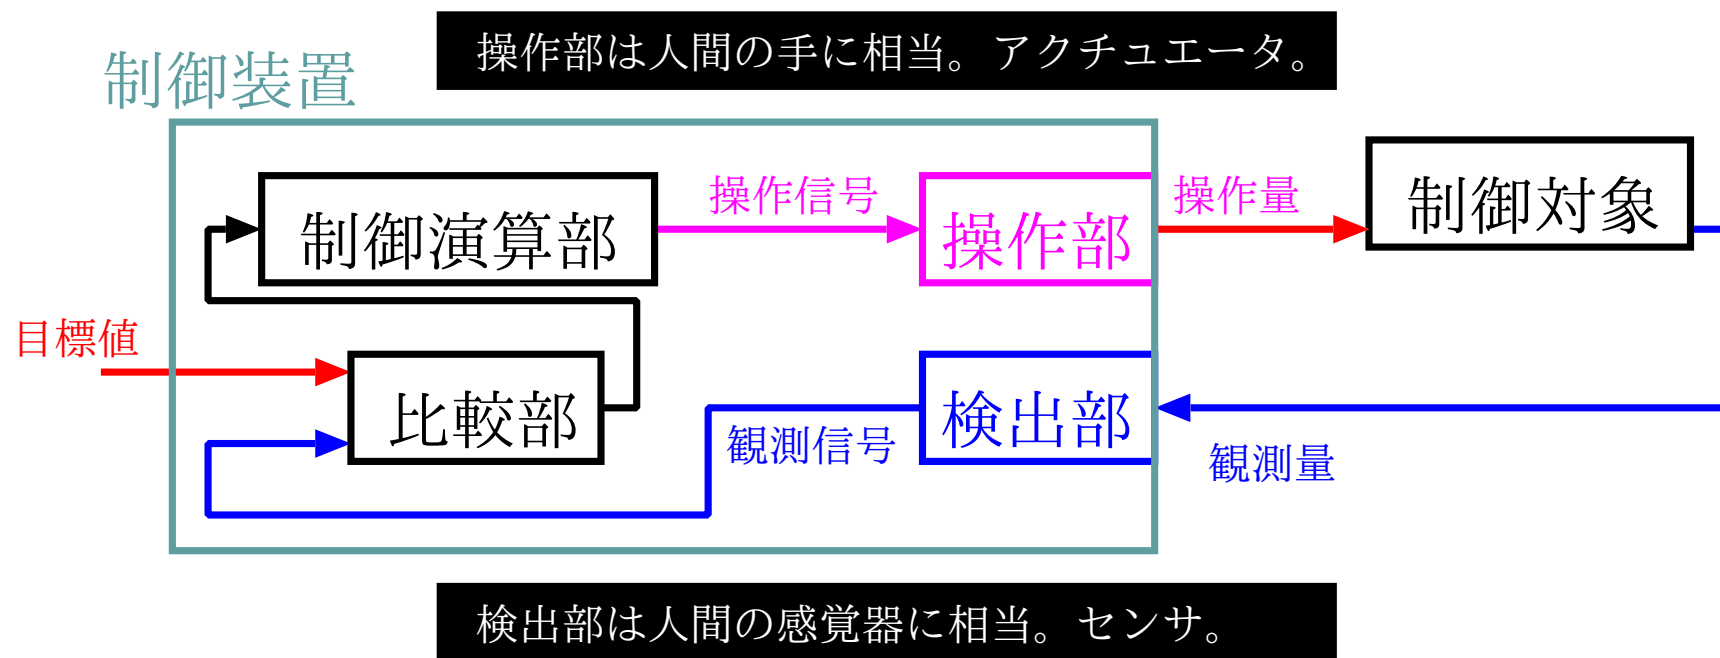 操作部は人間の手に相当。アクチュエータ。
制御装置
操作信号
操作量
制御演算部
操作部
制御対象
目標値
比較部
検出部
観測信号
観測量
検出部は人間の感覚器に相当。センサ。